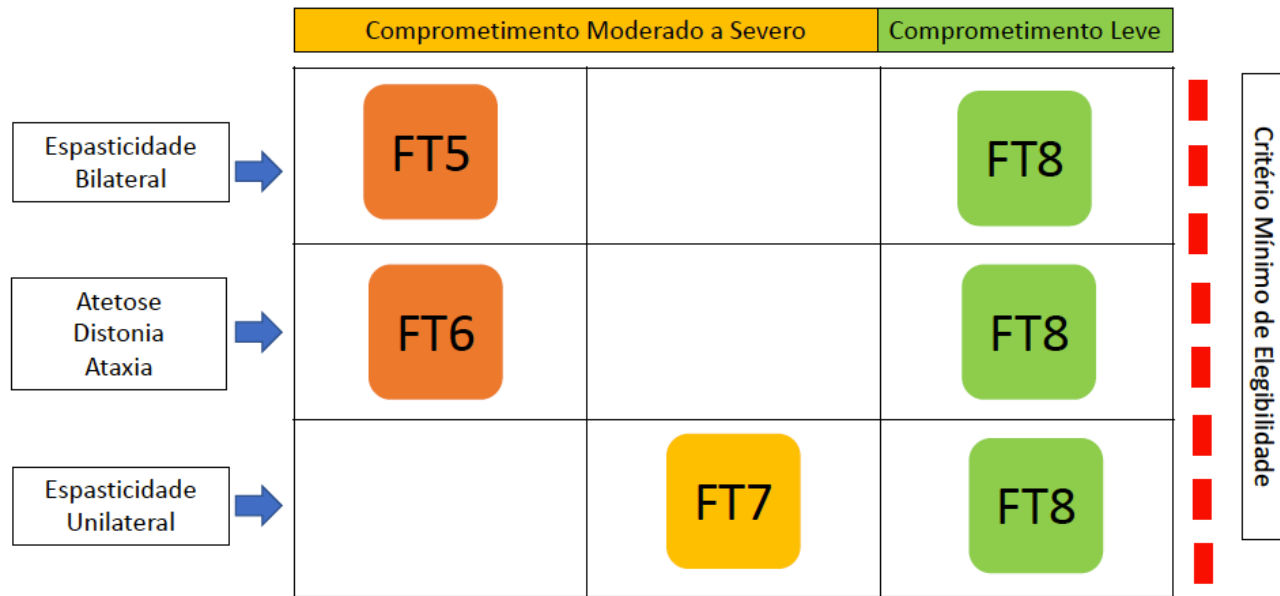 Comprometimento Moderado a Severo
Comprometimento Leve
Espasticidade
Bilateral
FT5
FT8
Atetose
Distonia
Ataxia
FT6
FT8
Espasticidade
Unilateral
FT7
FT8
Critério Mínimo de Elegibilidade